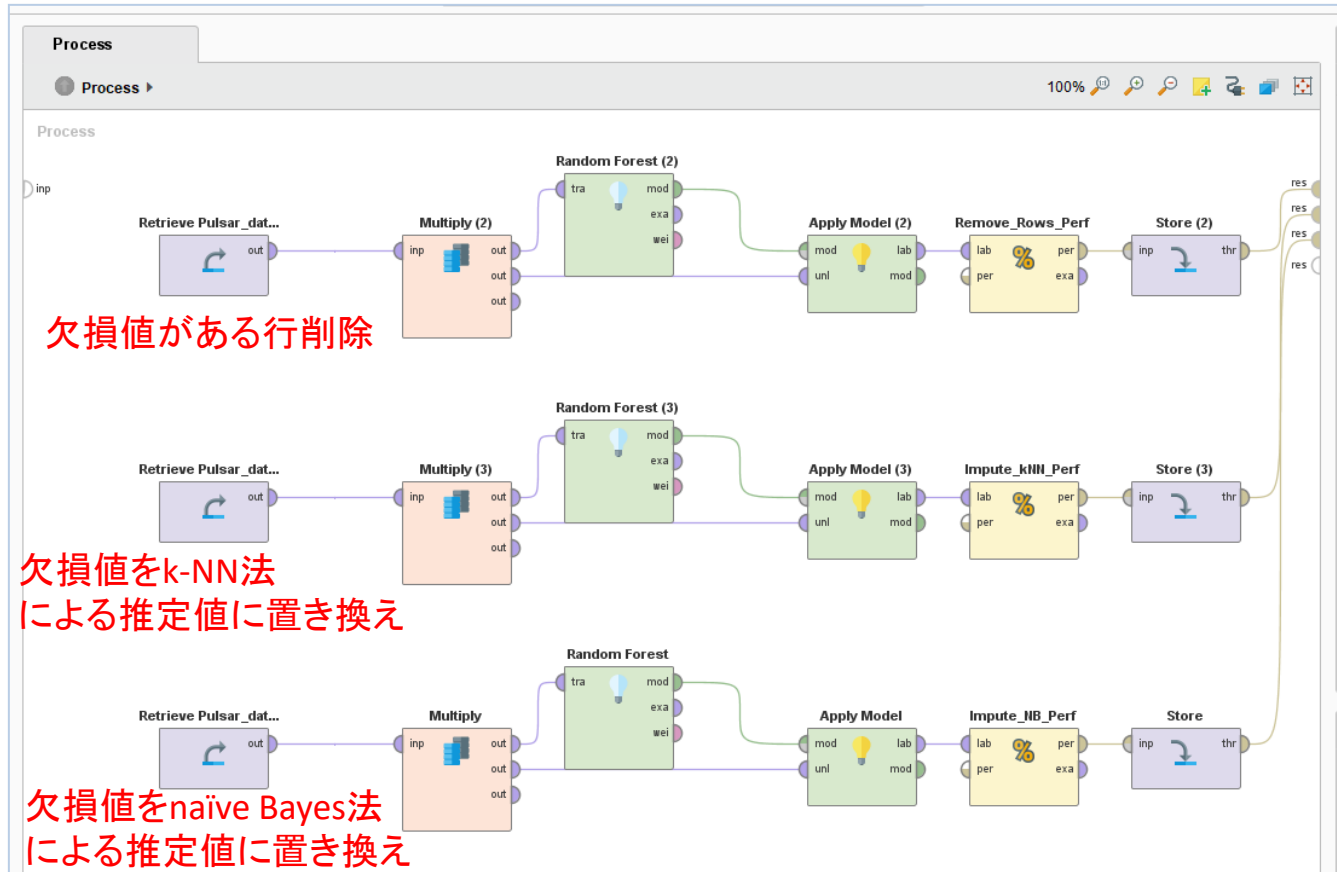 Process
Process
100%
Process
inp
res
res
res
res
Random Forest (2)
tra mod
exa
wei
Retrieve Pulsar_dat...
out
Multiply (2)
inp out
out
out
Apply Model (2)
mod lab
unl mod
Remove_Rows_Perf
lab per
per exa
Store (2)
inp thr
欠損値がある行削除
Random Forest (3)
tra mod
exa
wei
Retrieve Pulsar_dat...
out
Multiply (3)
inp out
out
out
Apply Model (3)
mod lab
unl mod
Impute_kNN_Perf
lab per
per exa
Store (3)
inp thr
欠損値をk-NN法
による推定値に置き換え
Random Forest
tra mod
exa
wei
Retrieve Pulsar_dat...
out
Multiply
inp out
out
out
Apply Model
mod lab
unl mod
Impute_NB_Perf
lab per
per exa
Store
inp thr
欠損値をnaïve Bayes法
による推定値に置き換え